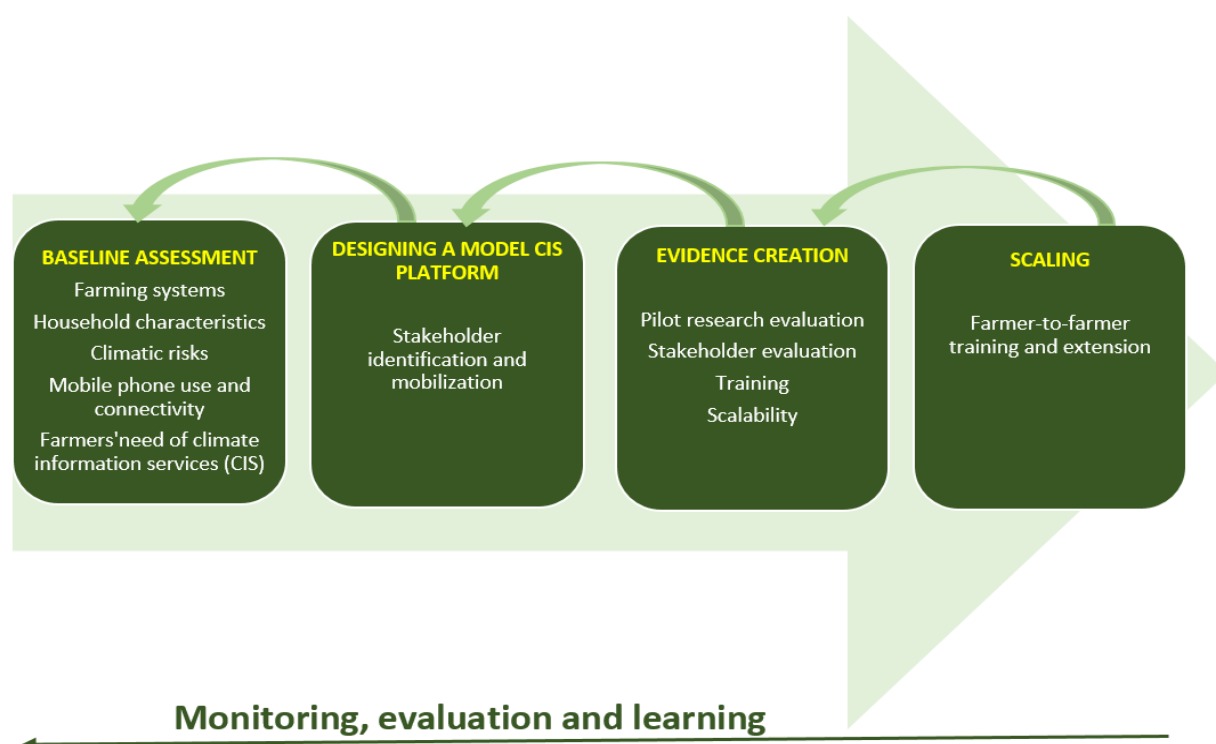 BASELINE ASSESSMENT
Farming systems
Household characteristics
Climatic risks
Mobile phone use and
connectivity
Farmers'need of climate
information services (CIS)
DESIGNING A MODEL CIS
PLATFORM
Stakeholder
identification and
mobilization
EVIDENCE CREATION
Pilot research evaluation
Stakeholder evaluation
Training
Scalability
SCALING
Farmer-to-farmer
training and extension
Monitoring, evaluation and learning